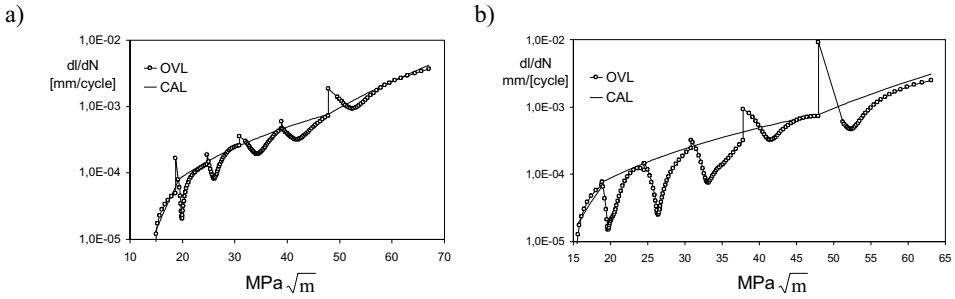 a)
1,0E-02
dl/dN
[mm/cycle]
OVL
CAL
1,0E-03
1,0E-04
1,0E-05
10 20 30 40 50 60 70
MPa√m
b)
1,0E-02
dl/dN
mm/[cycle]
OVL
CAL
1,0E-03
1,0E-04
1,0E-05
15 20 25 30 35 40 45 50 55 60 65
MPa√m